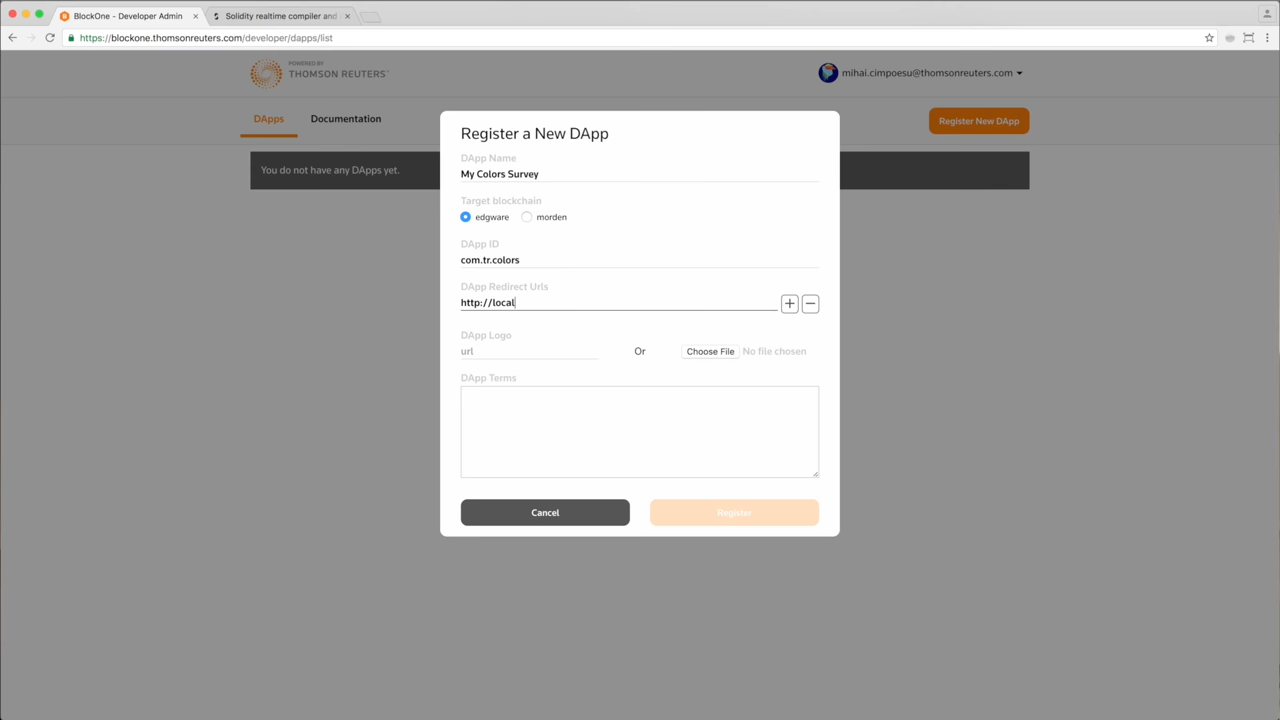 BlockOne - Developer Admin
Solidity realtime compiler and
https://blockone.thomsonreuters.com/developer/dapps/list
POWERED BY
THOMSON REUTERS
mihai.cimpoesu@thomsonreuters.com
DApps
Documentation
Register New DApp
You do not have any DApps yet.
Register a New DApp
DApp Name
My Colors Survey
Target blockchain
edgware
morden
DApp ID
com.tr.colors
DApp Redirect Urls
http://local
DApp Logo
url
Or
Choose File
No file chosen
DApp Terms
Cancel
Register